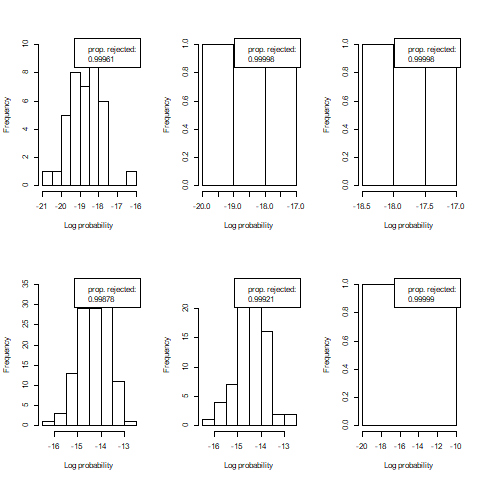 prop. rejected:
0.99961
10
8
6
4
2
0
Frequency
-21 -20 -19 -18 -17 -16
Log probability
prop. rejected:
0.99998
1.0
0.8
0.6
0.4
0.2
0.0
Frequency
-20.0 -19.0 -18.0 -17.0
Log probability
prop. rejected:
0.99998
1.0
0.8
0.6
0.4
0.2
0.0
Frequency
-18.5 -18.0 -17.5 -17.0
Log probability
prop. rejected:
0.99878
35
30
25
20
15
10
5
0
Frequency
-16 -15 -14 -13
Log probability
prop. rejected:
0.99921
20
15
10
5
0
Frequency
-16 -15 -14 -13
Log probability
prop. rejected:
0.99999
1.0
0.8
0.6
0.4
0.2
0.0
Frequency
-20 -18 -16 -14 -12 -10
Log probability